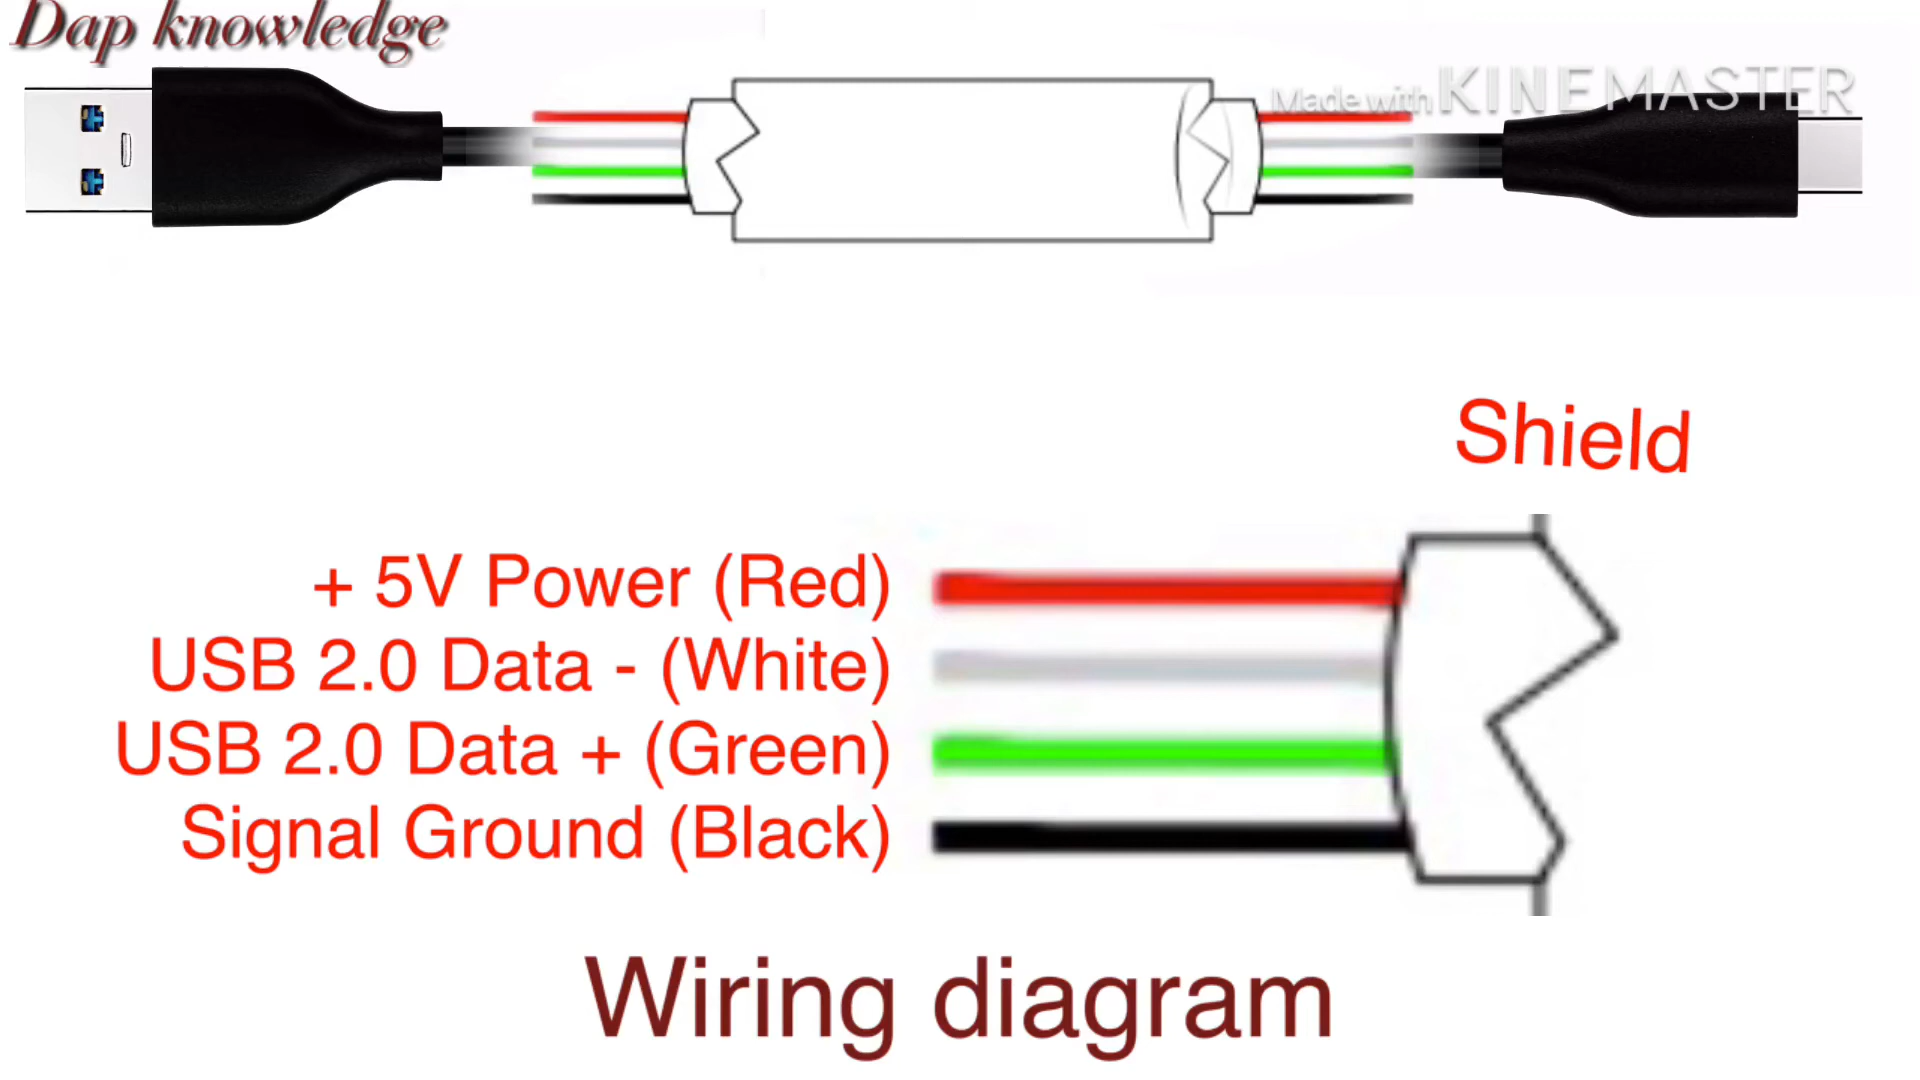 Dap knowledge
Made with KINEMASTER
Shield
+ 5V Power (Red)
USB 2.0 Data - (White)
USB 2.0 Data + (Green)
Signal Ground (Black)
Wiring diagram